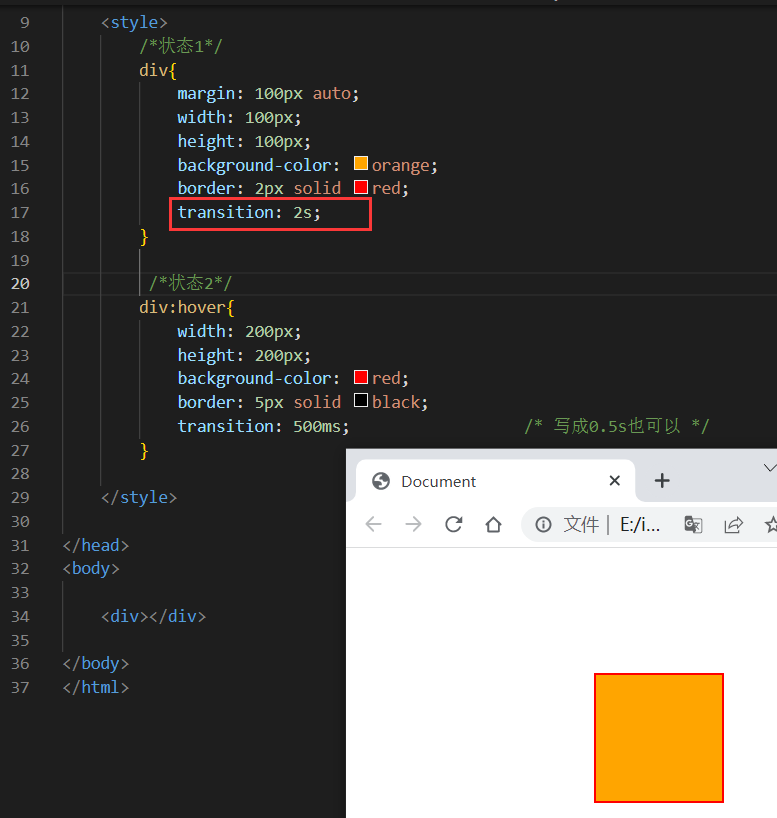 9 <style>
10 /*状态1*/
11 div{
12 margin: 100px auto;
13 width: 100px;
14 height: 100px;
15 background-color: orange;
16 border: 2px solid red;
17 transition: 2s;
18 }
19
20 /*状态2*/
21 div:hover{
22 width: 200px;
23 height: 200px;
24 background-color: red;
25 border: 5px solid black;
26 transition: 500ms; /* 写成0.5s也可以 */
27 }
28
29 </style>
30
31 </head>
32 <body>
33
34 <div></div>
35
36 </body>
37 </html>
Document
文件 | E:/i...